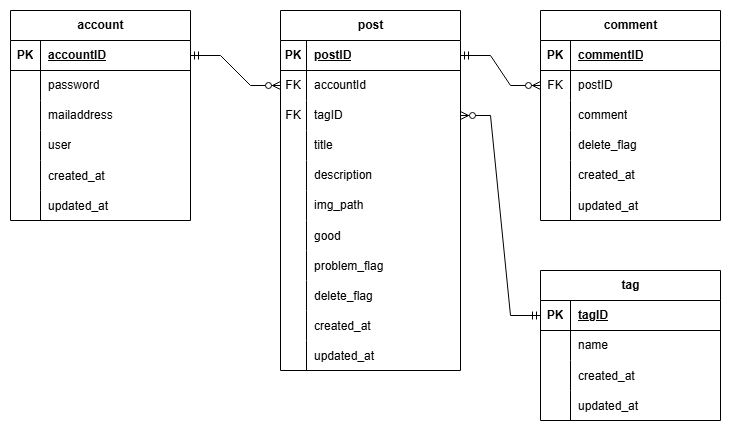 account
PK accountID
password
mailaddress
user
created_at
updated_at
post
PK postID
FK accountId
FK tagID
title
description
img_path
good
problem_flag
delete_flag
created_at
updated_at
comment
PK commentID
FK postID
comment
delete_flag
created_at
updated_at
tag
PK tagID
name
created_at
updated_at